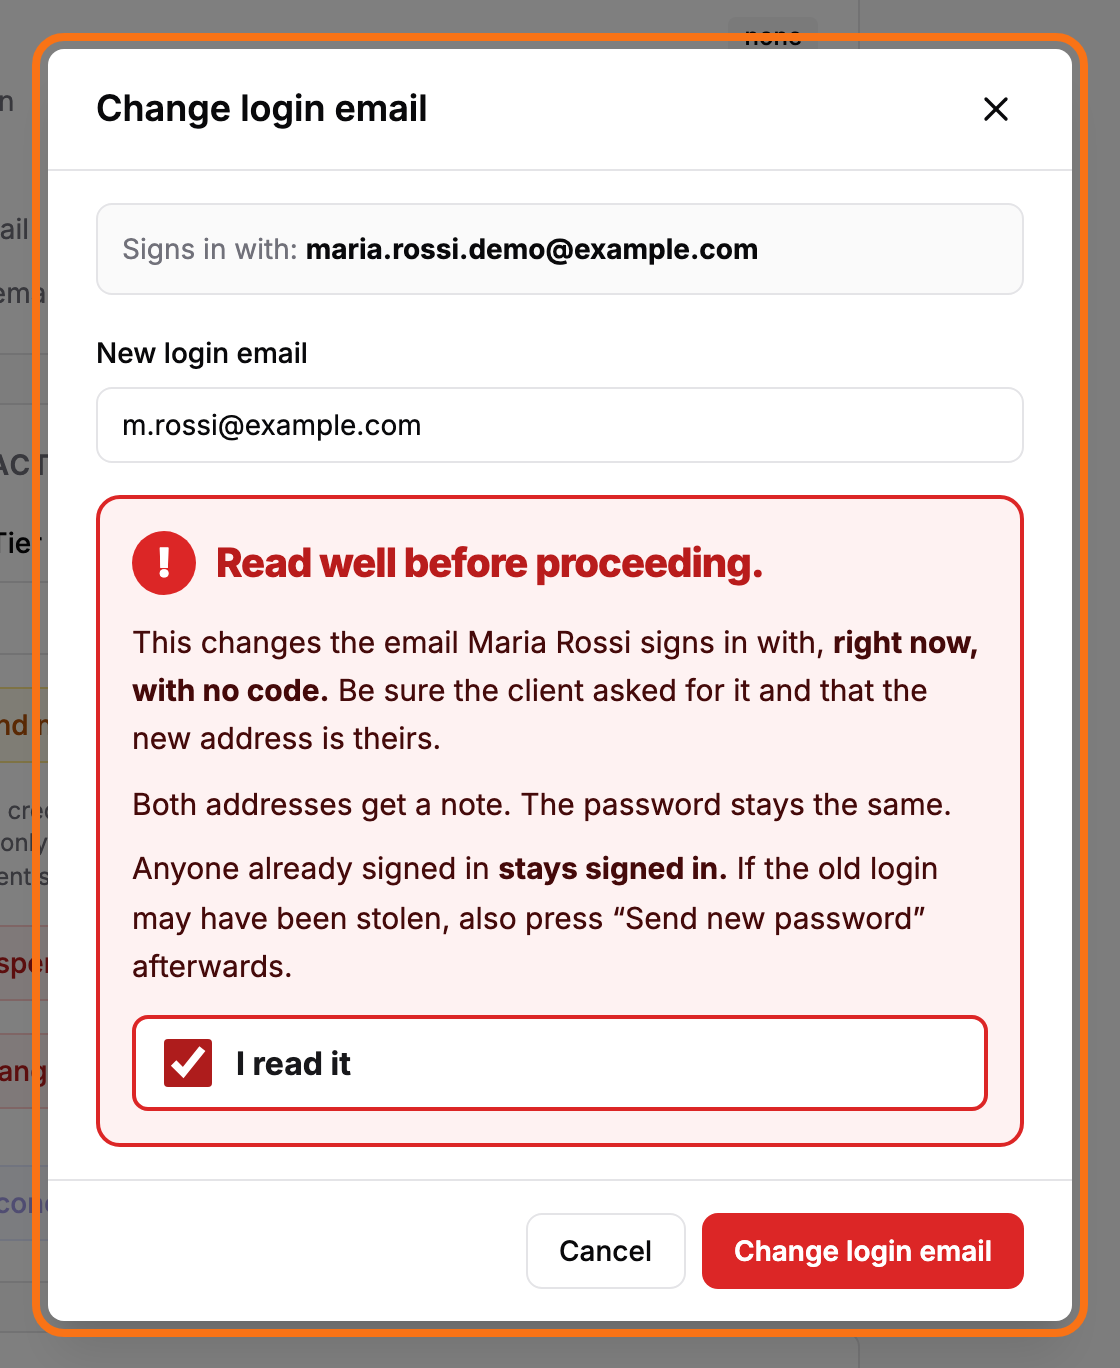 none
Change login email
Signs in with: maria.rossi.demo@example.com
New login email
m.rossi@example.com
Read well before proceeding.
This changes the email Maria Rossi signs in with, right now,
with no code. Be sure the client asked for it and that the
new address is theirs.
Both addresses get a note. The password stays the same.
Anyone already signed in stays signed in. If the old login
may have been stolen, also press “Send new password”
afterwards.
I read it
Cancel
Change login email